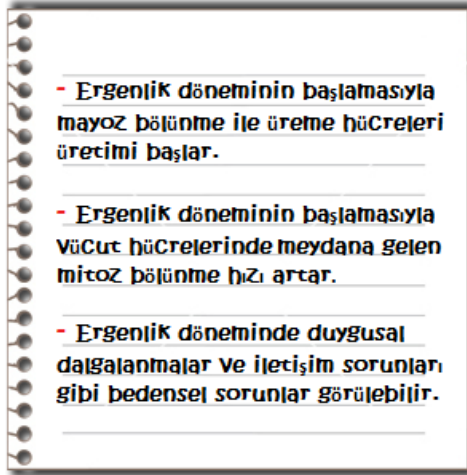 - Ergenlik döneminin başlamasıyla
mayoz bölünme ile üreme hücreleri
üretimi başlar.
- Ergenlik döneminin başlamasıyla
vücut hücrelerinde meydana gelen
mitoz bölünme hızı artar.
- Ergenlik döneminde duygusal
dalgalanmalar ve iletişim sorunları
gibi bedensel sorunlar görülebilir.